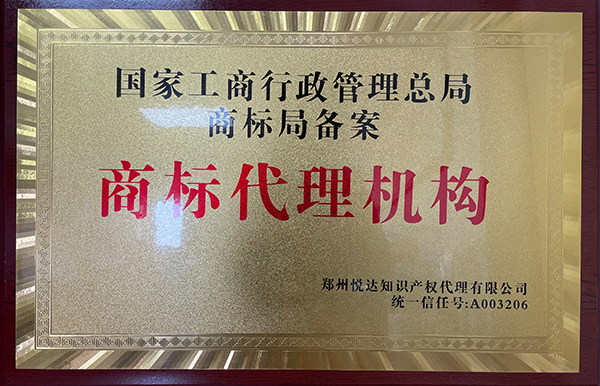 国家工商行政管理总局
商标局备案
商标代理机构
郑州悦达知识产权代理有限公司
统一信任号:A003206